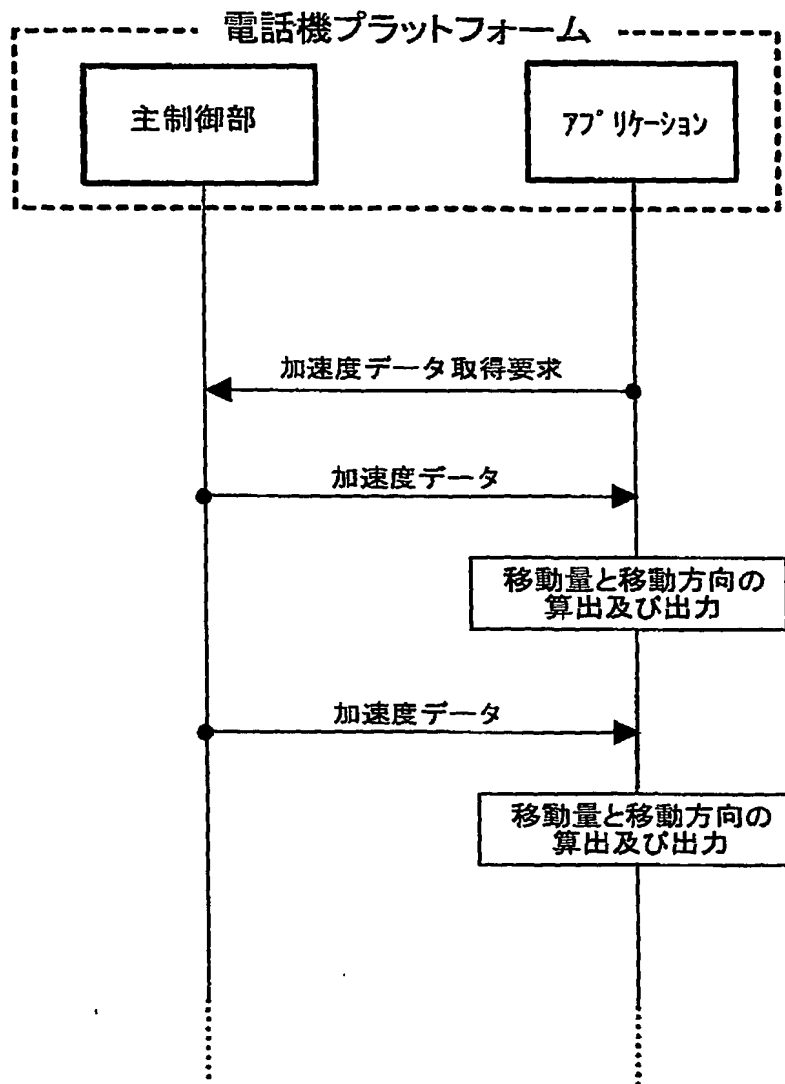 電話機プラットフォーム
主制御部
アプリケーション
加速度データ取得要求
加速度データ
移動量と移動方向の
算出及び出力
加速度データ
移動量と移動方向の
算出及び出力